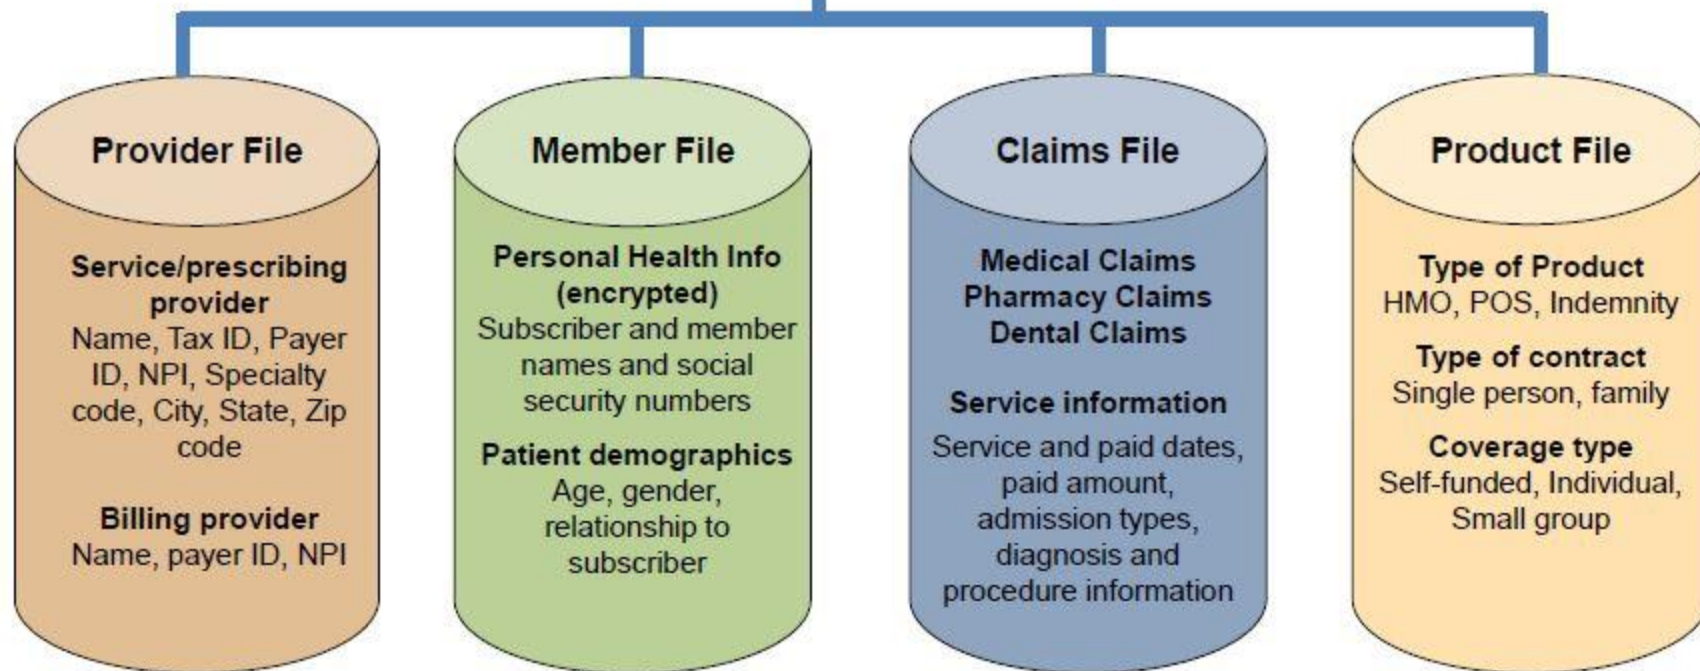 Provider File
Service/prescribing
provider
Name, Tax ID, Payer
ID, NPI, Specialty
code, City, State, Zip
code
Billing provider
Name, payer ID, NPI
Member File
Personal Health Info
(encrypted)
Subscriber and member
names and social
security numbers
Patient demographics
Age, gender,
relationship to
subscriber
Claims File
Medical Claims
Pharmacy Claims
Dental Claims
Service information
Service and paid dates,
paid amount,
admission types,
diagnosis and
procedure information
Product File
Type of Product
HMO, POS, Indemnity
Type of contract
Single person, family
Coverage type
Self-funded, Individual,
Small group